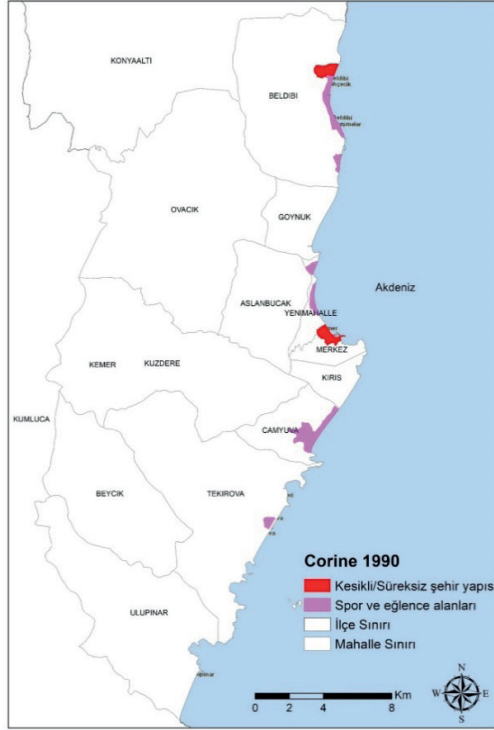 KONYAALTI
BELDIBI
OVACIK
GOYNUK
ASLANBUCAK
YENIMAHALLE
Akdeniz
MERKEZ
KEMER
KUZDERE
KIRIS
KUMLUCA
CAMYUVA
BEYCIK
TEKIROVA
ULUPINAR
Corine 1990
Kesikli/Süreksiz şehir yapıs
Spor ve eğlence alanları
İlçe Sınırı
Mahalle Sınırı
Km
0 2 4 8
N
W E
S